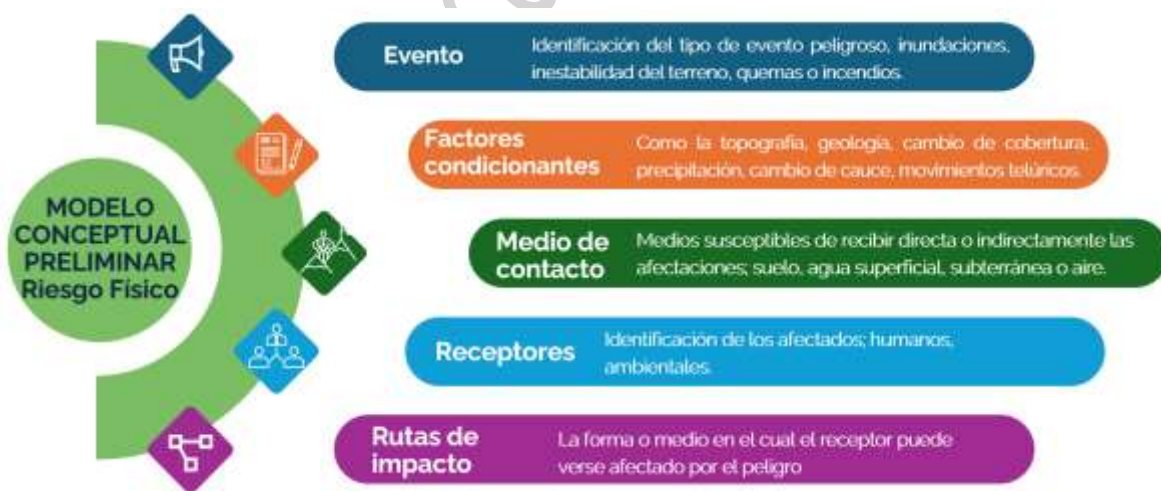 MODELO
CONCEPTUAL
PRELIMINAR
Riesgo Físico
Evento
Identificación del tipo de evento peligroso, inundaciones,
inestabilidad del terreno, quemas o incendios.
Factores
condicionantes
Como la topografía, geología, cambio de cobertura,
precipitación, cambio de cauce, movimientos telúricos.
Medio de
contacto
Medios susceptibles de recibir directa o indirectamente las
afectaciones; suelo, agua superficial, subterránea o aire.
Receptores
Identificación de los afectados; humanos,
ambientales.
Rutas de
impacto
La forma o medio en el cual el receptor puede
verse afectado por el peligro